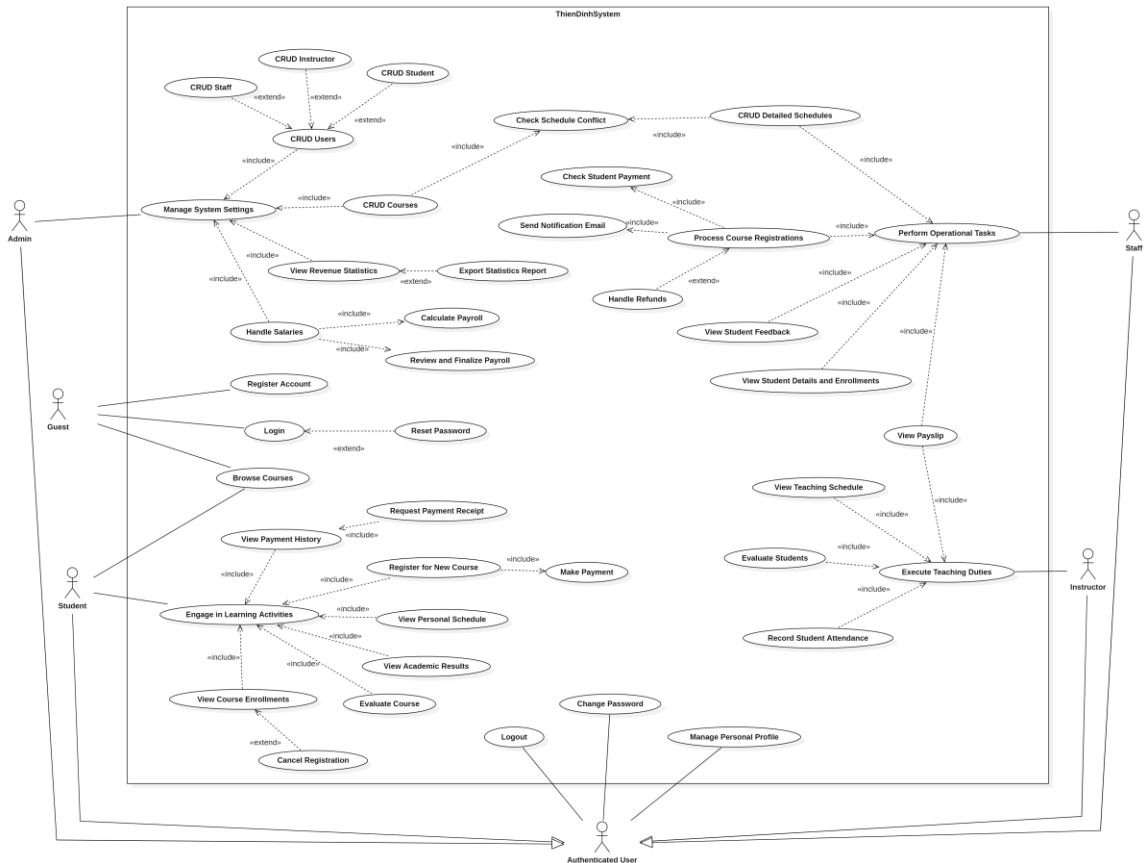 ThienDinhSystem
CRUD Instructor
CRUD Student
CRUD Staff
«extend»
«extend»
«extend»
CRUD Users
Check Schedule Conflict
CRUD Detailed Schedules
«include»
«include»
«include»
«include»
Check Student Payment
CRUD Courses
«include»
Manage System Settings
«include»
Send Notification Email
«include»
Process Course Registrations
«include»
Perform Operational Tasks
Admin
Staff
«include»
View Revenue Statistics
Export Statistics Report
«extend»
«include»
«extend»
Handle Refunds
«include»
«include»
Calculate Payroll
Handle Salaries
«include»
«include»
Review and Finalize Payroll
View Student Feedback
«include»
View Student Details and Enrollments
Register Account
Guest
Login
Reset Password
«extend»
View Payslip
Browse Courses
View Teaching Schedule
«include»
«include»
Request Payment Receipt
View Payment History
«include»
Evaluate Students
«include»
Register for New Course
«include»
Make Payment
Execute Teaching Duties
Instructor
«include»
«include»
«include»
Student
Engage in Learning Activities
«include»
View Personal Schedule
«include»
Record Student Attendance
«include»
«include»
View Academic Results
View Course Enrollments
Evaluate Course
Change Password
Logout
Manage Personal Profile
«extend»
Cancel Registration
Authenticated User